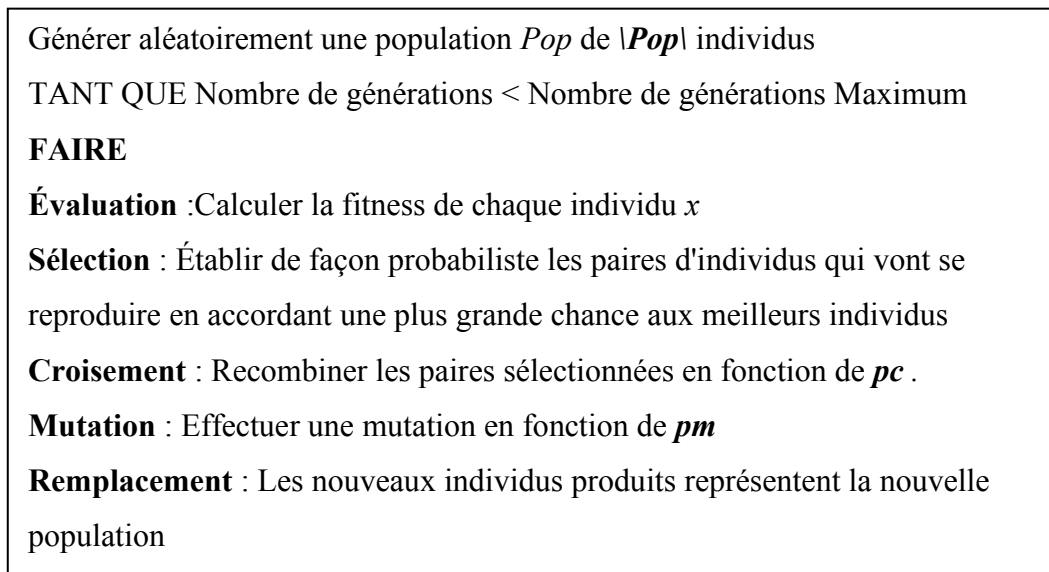 Générer aléatoirement une population Pop de \Pop\ individus
TANT QUE Nombre de générations < Nombre de générations Maximum
FAIRE
Évaluation :Calculer la fitness de chaque individu x
Sélection : Établir de façon probabiliste les paires d'individus qui vont se
reproduire en accordant une plus grande chance aux meilleurs individus
Croisement : Recombiner les paires sélectionnées en fonction de pc .
Mutation : Effectuer une mutation en fonction de pm
Remplacement : Les nouveaux individus produits représentent la nouvelle
population